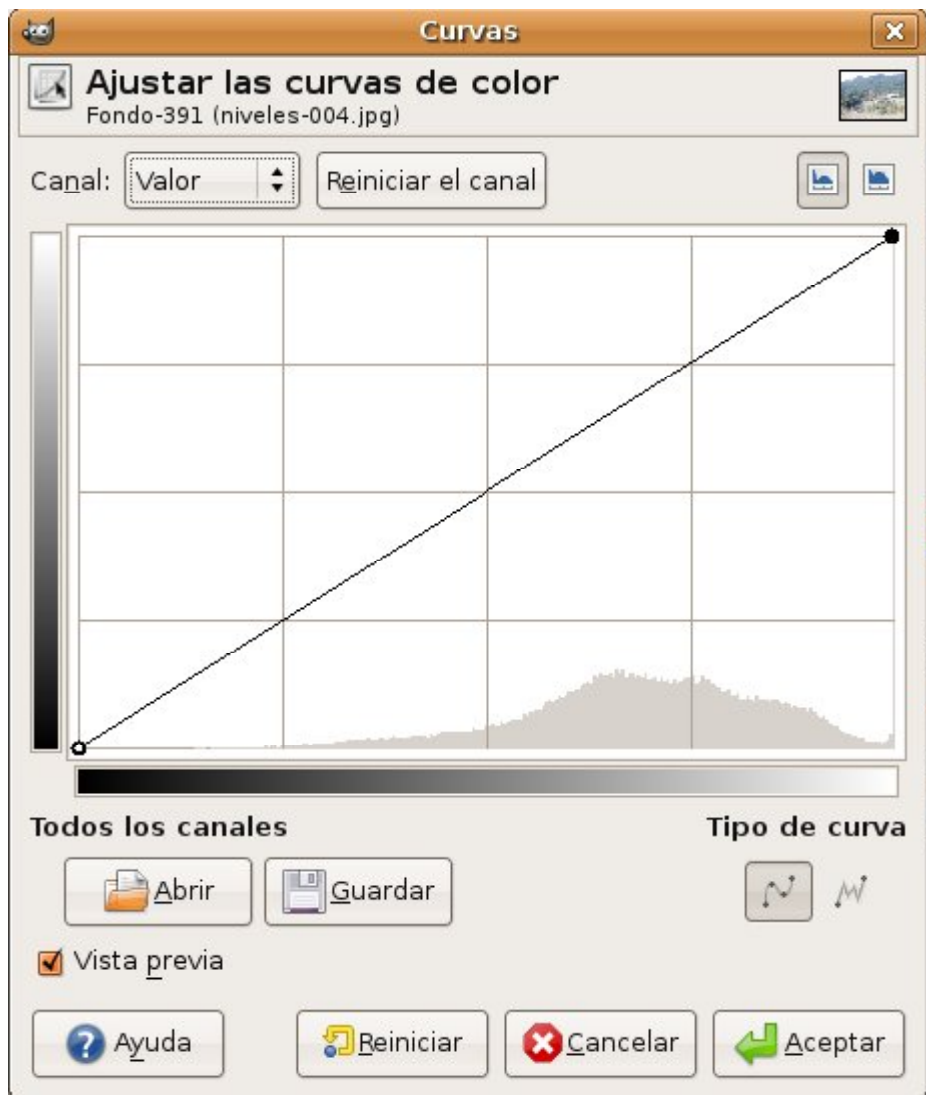 Curvas
Ajustar las curvas de color
Fondo-391 (niveles-004.jpg)
Canal: Valor Reiniciar el canal
Todos los canales Tipo de curva
Abrir Guardar
Vista previa
Ayuda Reiniciar Cancelar Aceptar